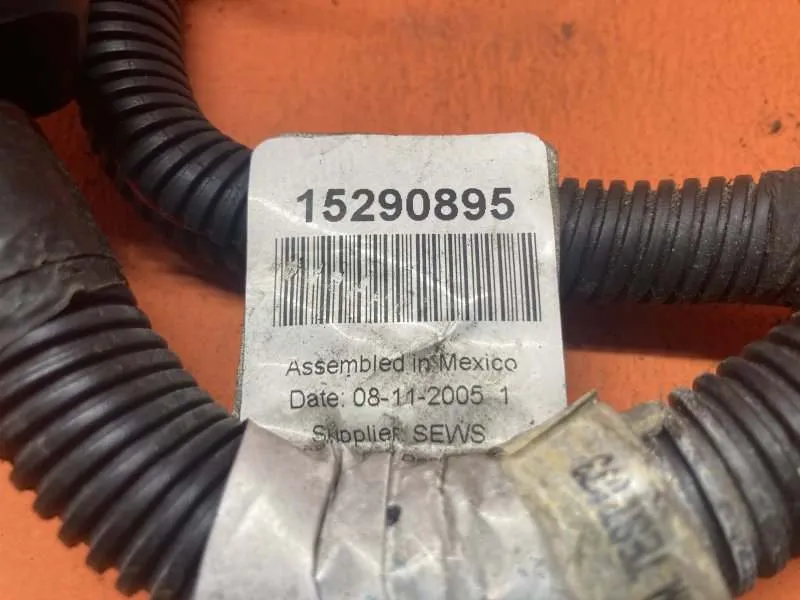 15290895
Assembled in Mexico
Date: 08-11-2005 1
Supplier: SEWS